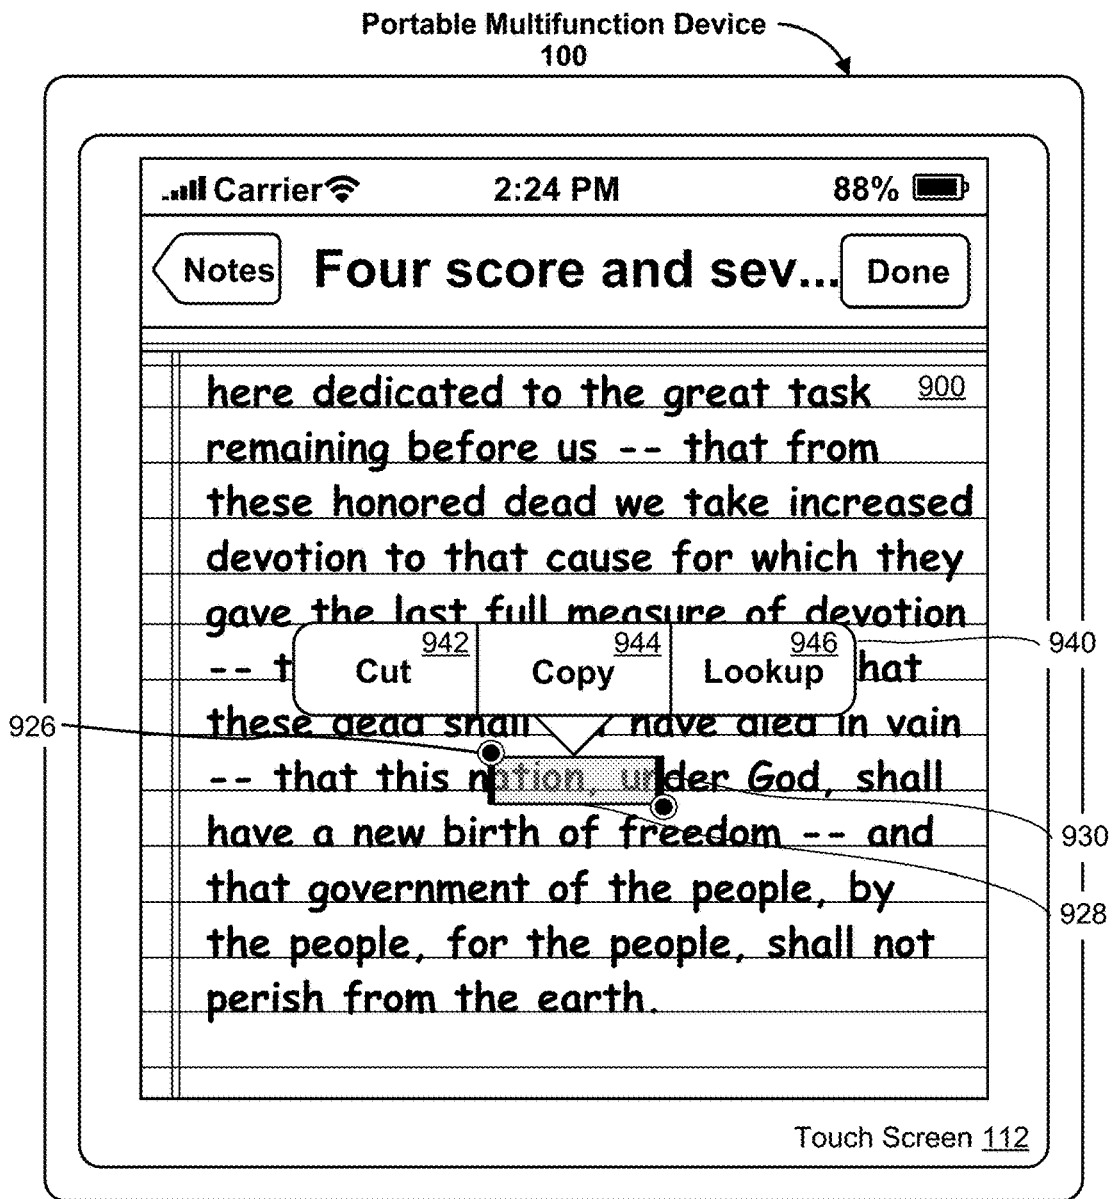 Portable Multifunction Device
100
Carrier 2:24 PM 88%
Notes Four score and sev... Done
here dedicated to the great task 900
remaining before us -- that from
these honored dead we take increased
devotion to that cause for which they
gave the last full measure of devotion
942 944 946 940
-- t Cut Copy Lookup hat
these dead shall have died in vain
926
-- that this nation, under God, shall
have a new birth of freedom -- and
930
that government of the people, by
928
the people, for the people, shall not
perish from the earth.
Touch Screen 112